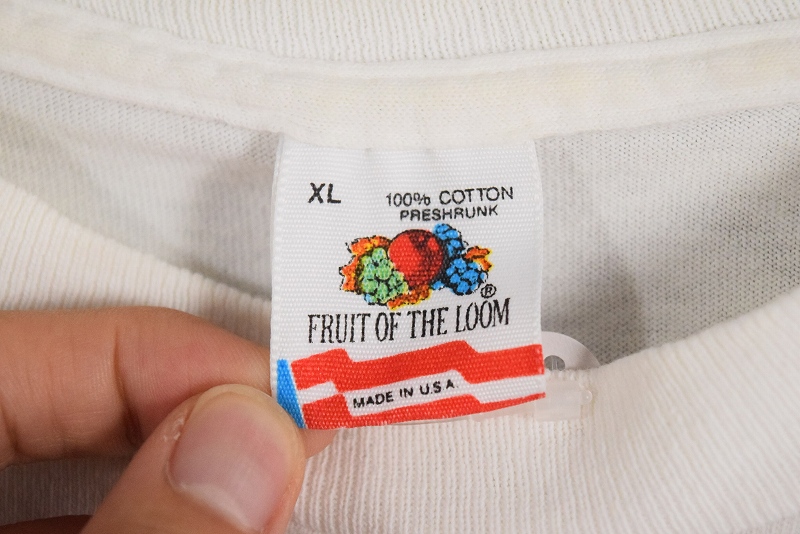 XL
100% COTTON
PRESHRUNK
®
FRUIT OF THE LOOM
MADE IN U.S.A